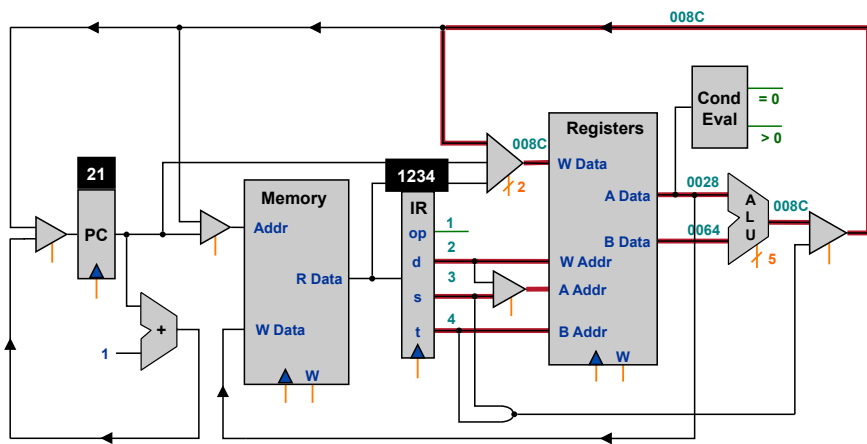 008C
Cond
Eval
= 0
> 0
Registers
008C
W Data
2
A Data
0028
A
L
U
008C
B Data
0064
5
21
PC
1234
IR
Memory
Addr
op
1
d
2
W Addr
R Data
s
3
A Addr
W Data
t
4
B Addr
+
1
W
W